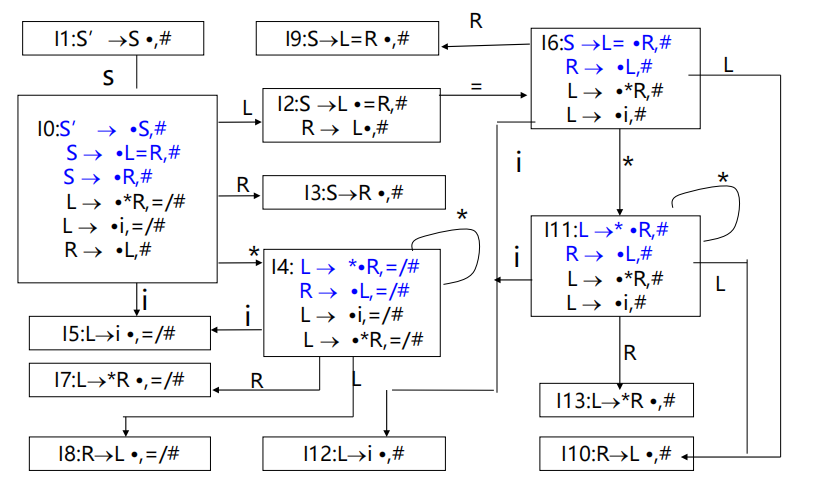 I1:S′ →S •,#
I9:S→L=R •,#
R
I6:S →L= •R,#
R→ •L,#
L→ •*R,#
L→ •i,#
L
s
I0:S′ → •S,#
S→ •L=R,#
S→ •R,#
L→ •*R,=/#
L→ •i,=/#
R→ •L,#
L
I2:S →L •=R,#
R→ L•,#
=
i
*
R
I3:S→R •,#
*
*
*
I4: L→ *•R,=/#
R→ •L,=/#
L→ •i,=/#
L→ •*R,=/#
i
I11:L→* •R,#
R→ •L,#
L→ •*R,#
L→ •i,#
L
i
I5:L→i •,=/#
i
R
I7:L→*R •,=/#
R
L
I13:L→*R •,#
I8:R→L •,=/#
I12:L→i •,#
I10:R→L •,#